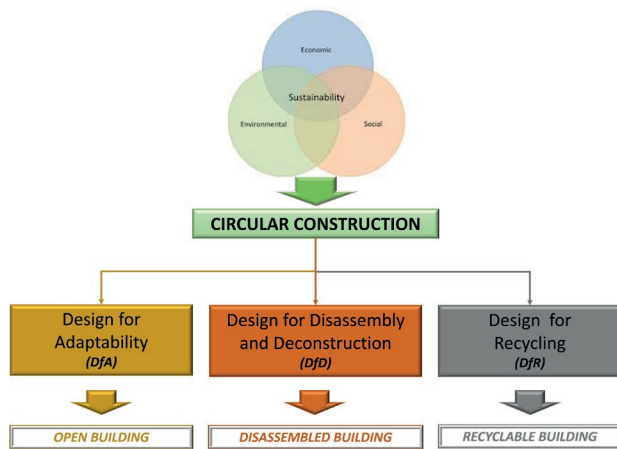 Economic
Sustainability
Environmental
Social
CIRCULAR CONSTRUCTION
Design for
Adaptability
(DfA)
Design for Disassembly
and Deconstruction
(DfD)
Design for
Recycling
(DfR)
OPEN BUILDING
DISASSEMBLED BUILDING
RECYCLABLE BUILDING